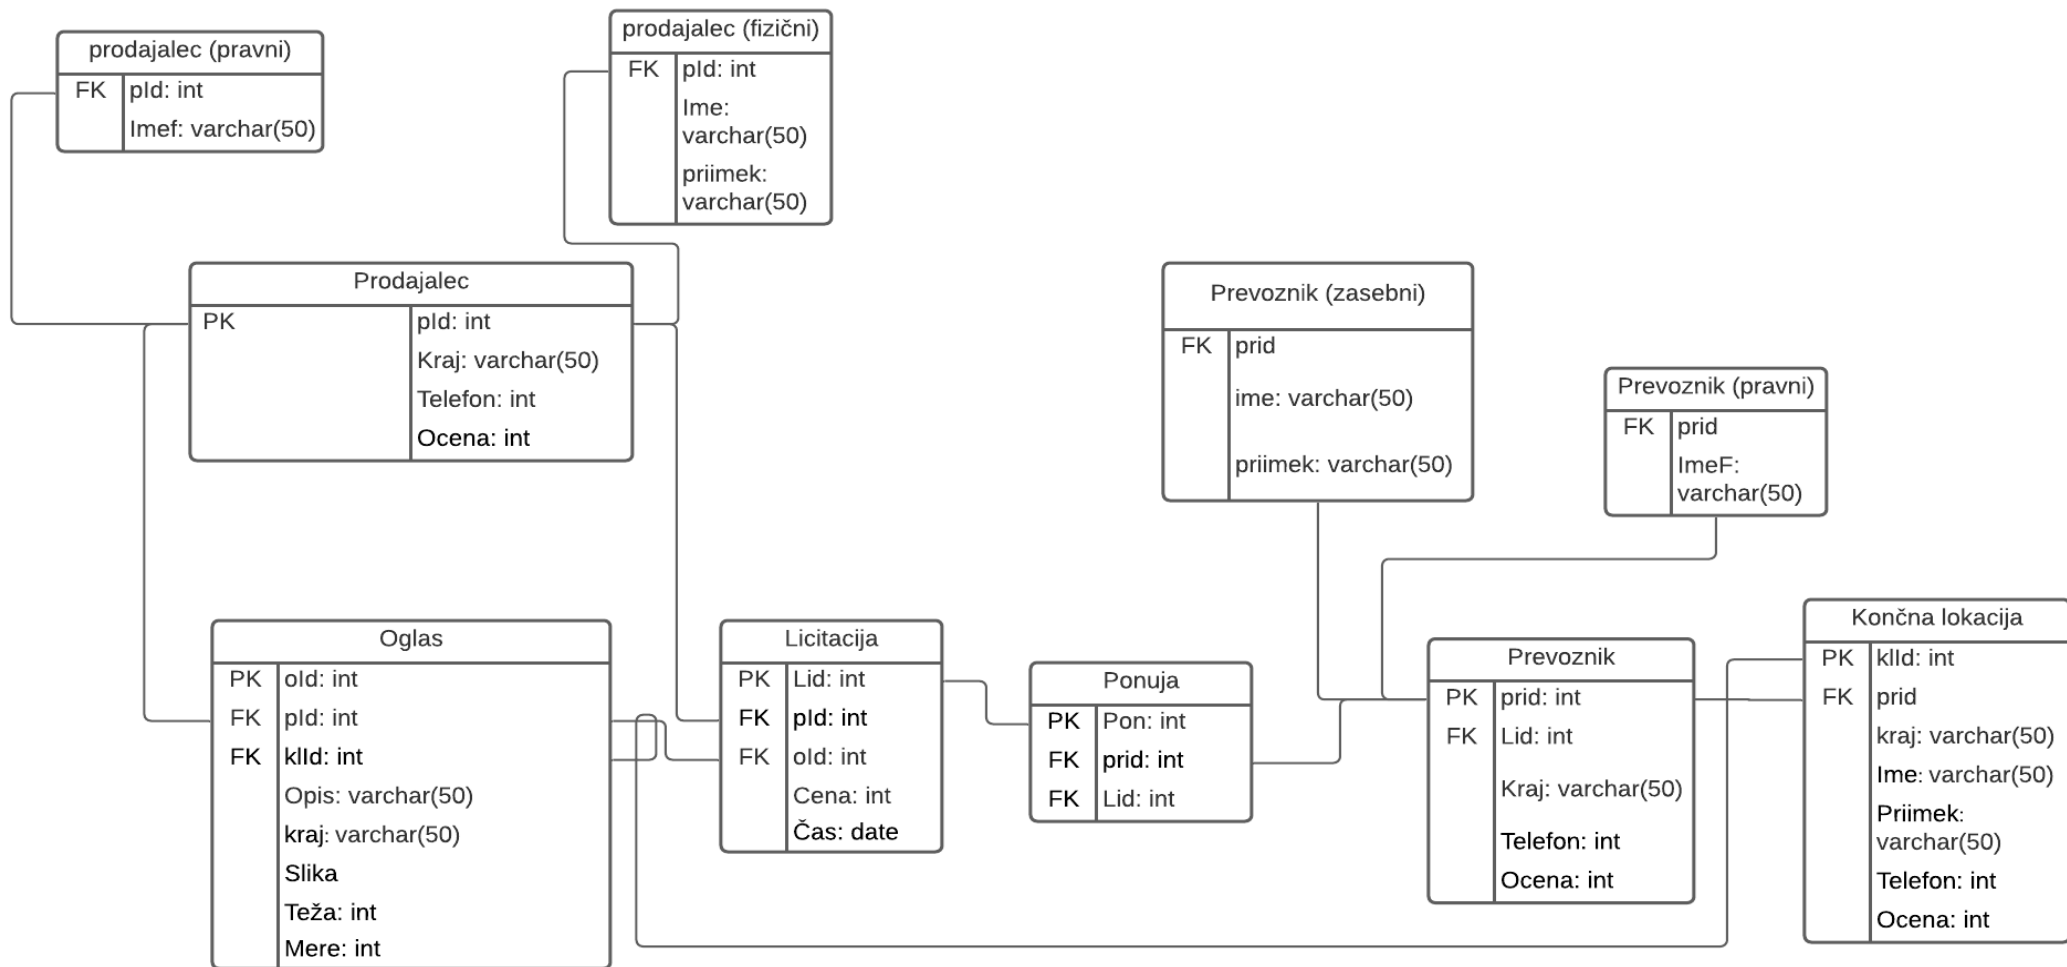 prodajalec (pravni)
FK pId: int
Imef: varchar(50)
prodajalec (fizični)
FK pId: int
Ime:
varchar(50)
priimek:
varchar(50)
Prodajalec
PK pId: int
Kraj: varchar(50)
Telefon: int
Ocena: int
Prevoznik (zasebni)
FK prid
ime: varchar(50)
priimek: varchar(50)
Prevoznik (pravni)
FK prid
ImeF:
varchar(50)
Oglas
PK oId: int
FK pId: int
FK klId: int
Opis: varchar(50)
kraj: varchar(50)
Slika
Teža: int
Mere: int
Licitacija
PK Lid: int
FK pId: int
FK oId: int
Cena: int
Čas: date
Ponuja
PK Pon: int
FK prid: int
FK Lid: int
Prevoznik
PK prid: int
FK Lid: int
Kraj: varchar(50)
Telefon: int
Ocena: int
Končna lokacija
PK klId: int
FK prid
kraj: varchar(50)
Ime: varchar(50)
Priimek:
varchar(50)
Telefon: int
Ocena: int